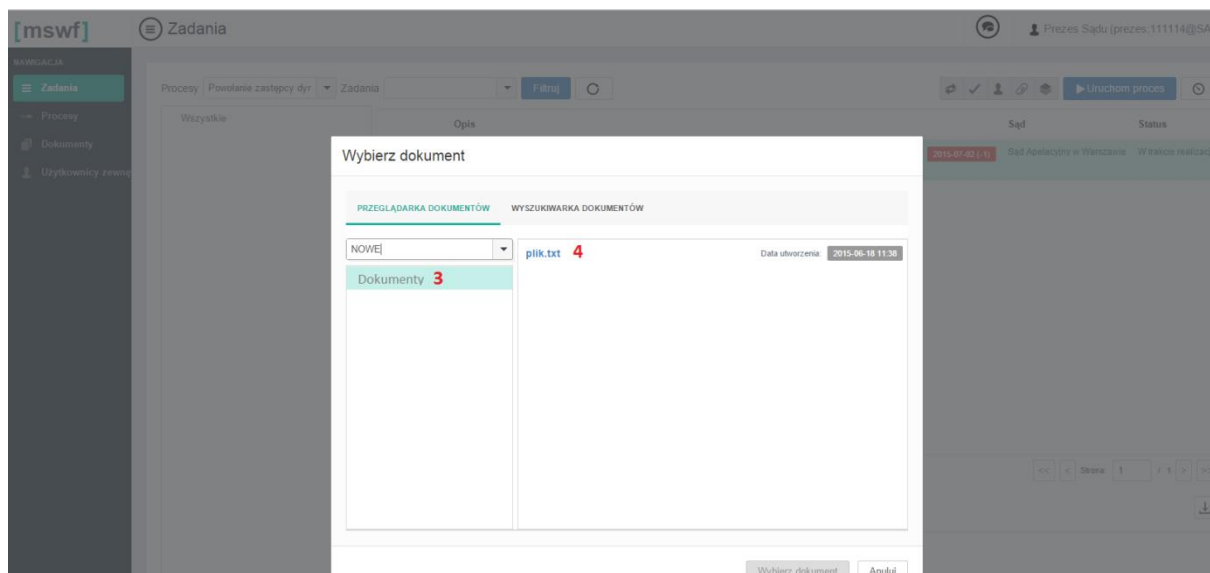 [mswf] Zadania Prezes Sądu (prezes.111114@SA
NAWIGACJA
Zadania
Procesy
Dokumenty
Użytkownicy zewnę
Procesy Powołanie zastępcy dyr Zadania Filtruj Uruchom proces
Wszystkie
Opis Sąd Status
2015-07-02 (-1) Sąd Apelacyjny w Warszawie W trakcie realizac
Wybierz dokument
PRZEGLĄDARKA DOKUMENTÓW WYSZUKIWARKA DOKUMENTÓW
NOWE
plik.txt 4 Data utworzenia: 2015-06-18 11:38
Dokumenty 3
<< < Strona 1 / 1 > >
Wybierz dokument Anuluj